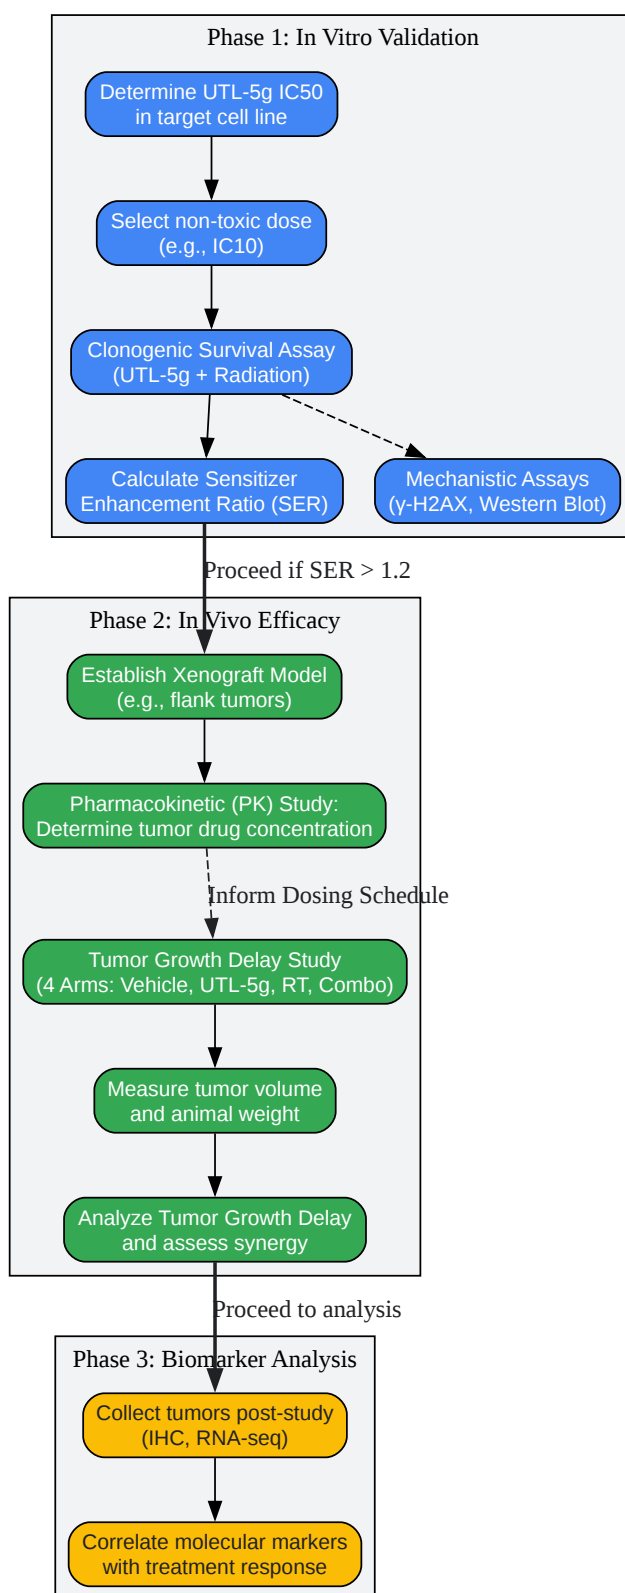 Phase 1: In Vitro Validation
Determine UTL-5g IC50
in target cell line
Select non-toxic dose
(e.g., IC10)
Clonogenic Survival Assay
(UTL-5g + Radiation)
Calculate Sensitizer
Enhancement Ratio (SER)
Mechanistic Assays
(γ-H2AX, Western Blot)
Proceed if SER > 1.2
Phase 2: In Vivo Efficacy
Establish Xenograft Model
(e.g., flank tumors)
Pharmacokinetic (PK) Study:
Determine tumor drug concentration
Inform Dosing Schedule
Tumor Growth Delay Study
(4 Arms: Vehicle, UTL-5g, RT, Combo)
Measure tumor volume
and animal weight
Analyze Tumor Growth Delay
and assess synergy
Proceed to analysis
Phase 3: Biomarker Analysis
Collect tumors post-study
(IHC, RNA-seq)
Correlate molecular markers
with treatment response